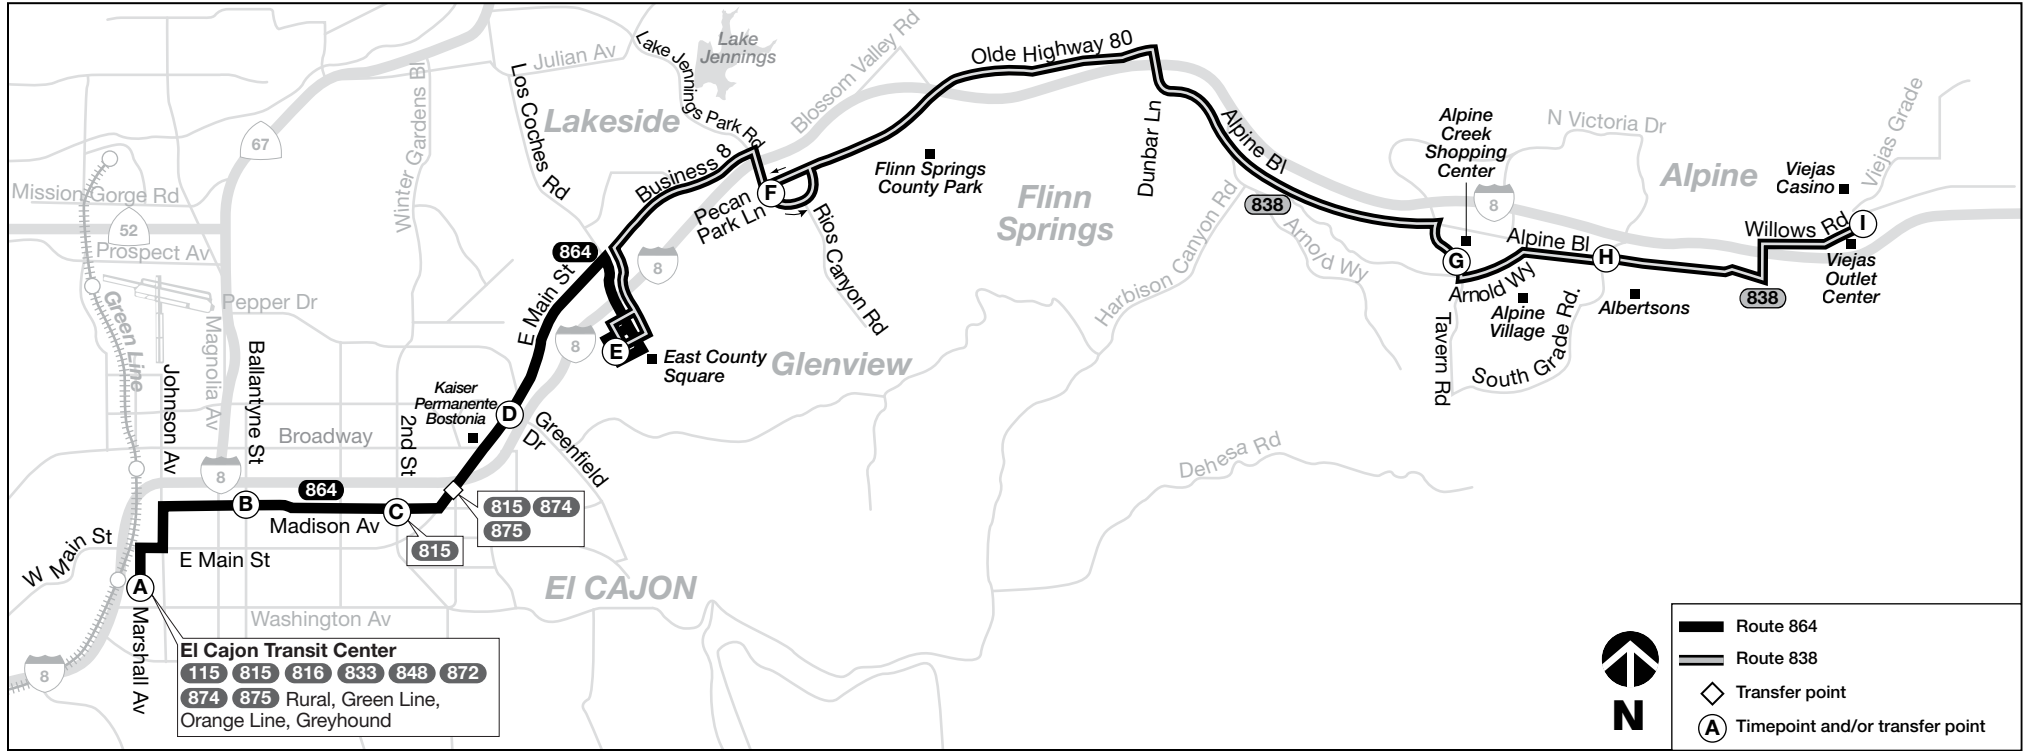 Olde Highway 80
Lake
Jennings
Julian Av
Lake Jennings Park Rd
Blossom Valley Rd
Los Coches Rd
Lakeside
Winter Gardens Bl
67
Mission Gorge Rd
52
Prospect Av
Business 8
F
Pecan
Park Ln
Rios Canyon Rd
Flinn Springs
County Park
Flinn
Springs
Dunbar Ln
Alpine Bl
838
Harbison Canyon Rd
Arnold Wy
Alpine
Creek
Shopping
Center
N Victoria Dr
8
Alpine
Viejas
Casino
Viejas Grade
Willows Rd
I
Viejas
Outlet
Center
Alpine Bl
H
G
Arnold Wy
838
Alpine
Village
Albertsons
South Grade Rd.
Tavern Rd
864
8
E Main St
8
E
East County
Square
Glenview
Green Line
Pepper Dr
Magnolia Av
Johnson Av
Ballantyne St
Kaiser
Permanente
Bostonia
D
Greenfield
Dr
Broadway
2nd St
8
864
B
Madison Av
C
815
815 874
875
W Main St
E Main St
A
Marshall Av
8
Washington Av
El CAJON
Dehesa Rd
El Cajon Transit Center
115 815 816 833 848 872
874 875 Rural, Green Line,
Orange Line, Greyhound
N
Route 864
Route 838
Transfer point
A Timepoint and/or transfer point